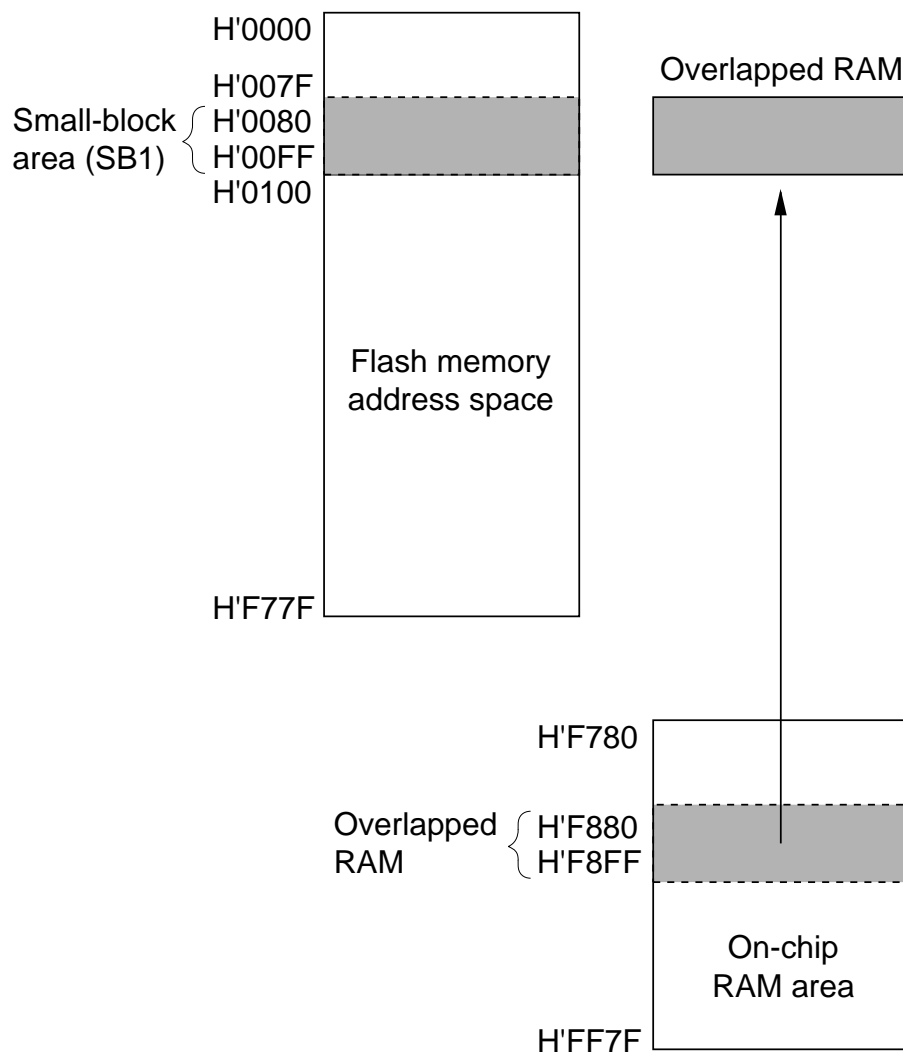 H'0000
H'007F
Overlapped RAM
Small-block
area (SB1)
H'0080
H'00FF
H'0100
Flash memory
address space
H'F77F
H'F780
Overlapped
RAM
H'F880
H'F8FF
On-chip
RAM area
H'FF7F